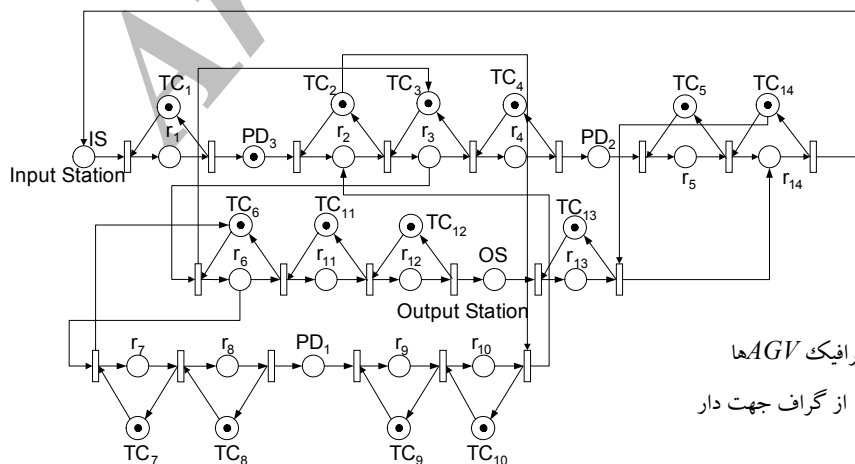 TC1 TC2 TC3 TC4 TC5 TC14
IS r1 PD3 r2 r3 r4 PD2 r5 r14
Input Station
TC6 TC11 TC12 TC13
r6 r11 r12 OS r13
Output Station
r7 r8 PD1 r9 r10
TC7 TC8 TC9 TC10
AGVها
از گراف جهت دار